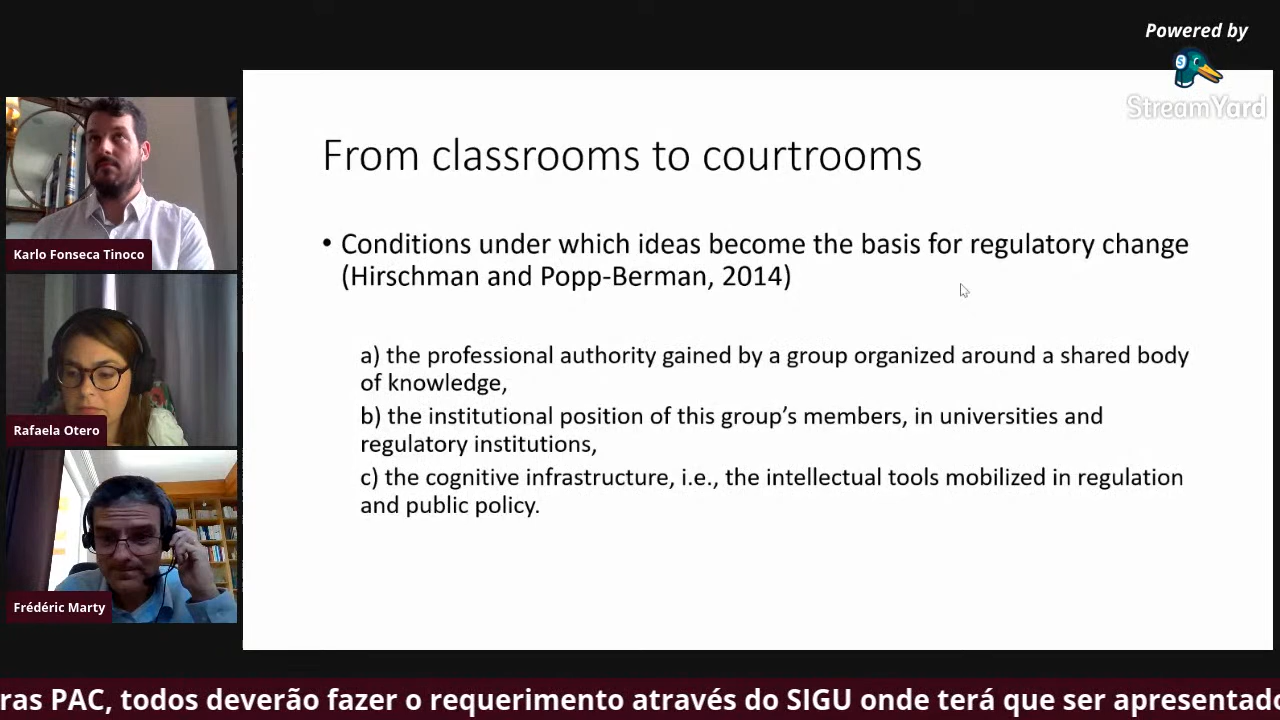 Powered by
StreamYard
From classrooms to courtrooms
• Conditions under which ideas become the basis for regulatory change
(Hirschman and Popp-Berman, 2014)
a) the professional authority gained by a group organized around a shared body
of knowledge,
b) the institutional position of this group's members, in universities and
regulatory institutions,
c) the cognitive infrastructure, i.e., the intellectual tools mobilized in regulation
and public policy.
Karlo Fonseca Tinoco
Rafaela Otero
Frédéric Marty
ras PAC, todos deverão fazer o requerimento através do SIGU onde terá que ser apresentado